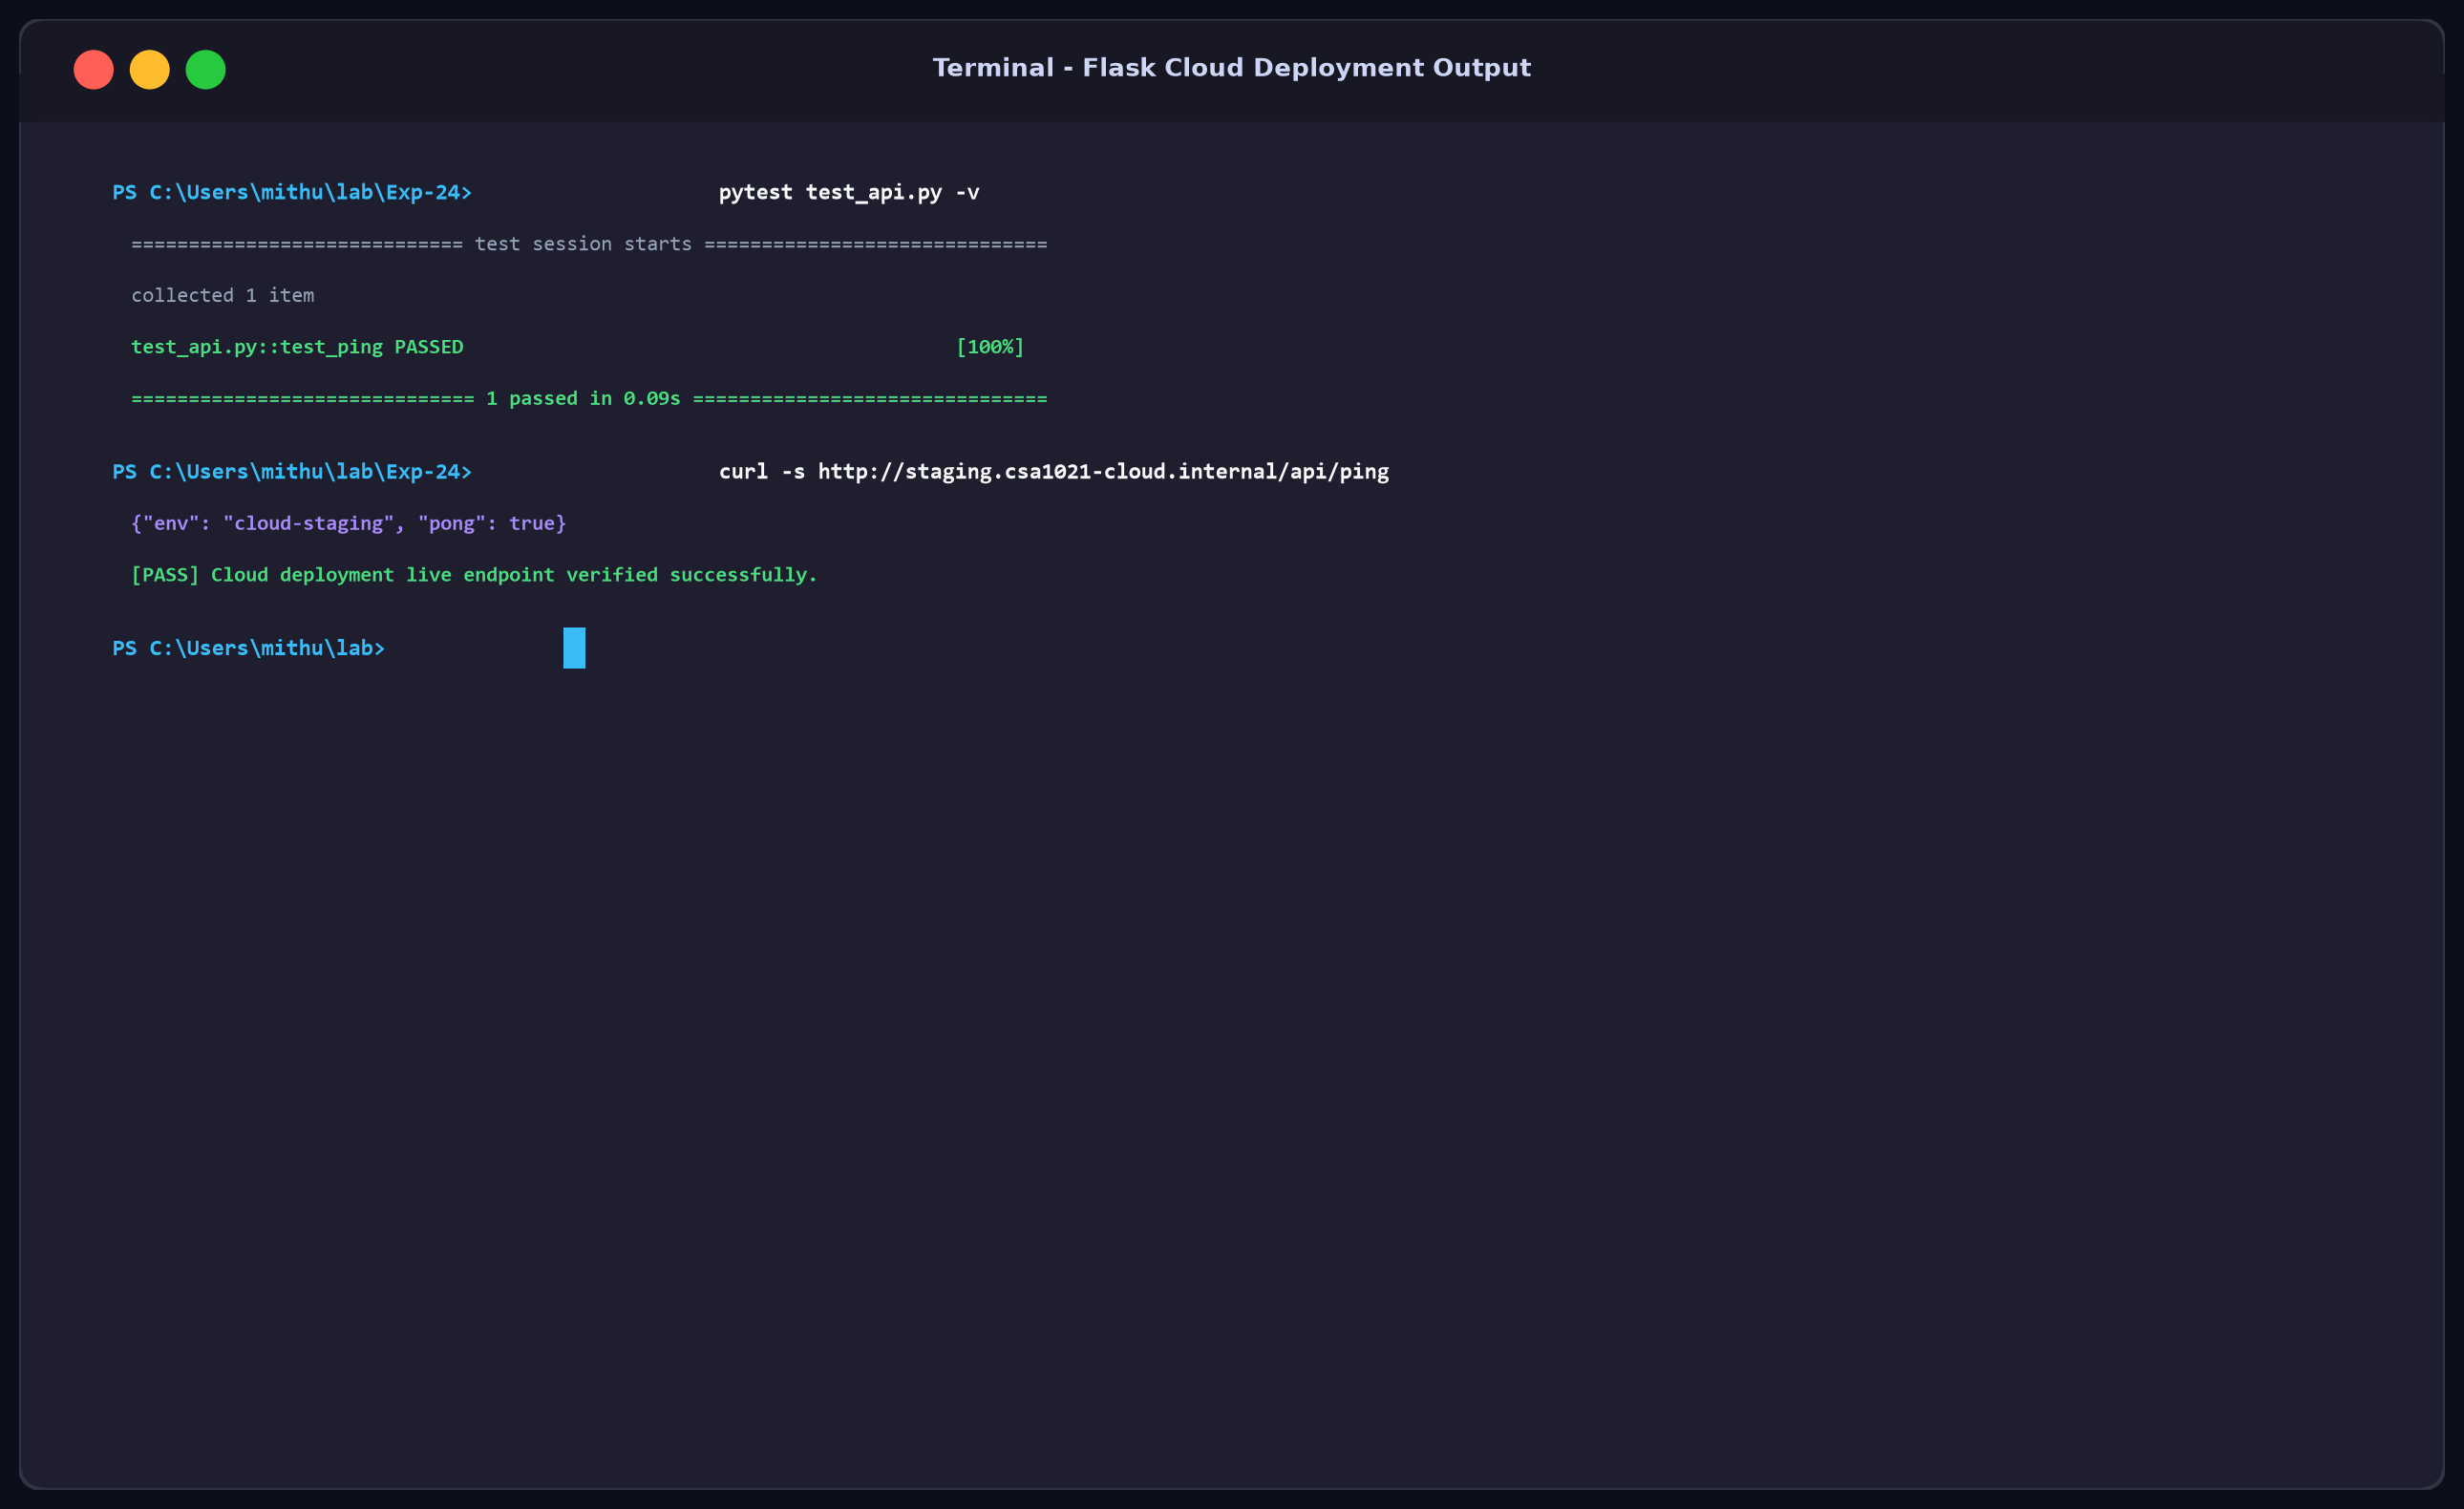 Terminal - Flask Cloud Deployment Output
PS C:\Users\mithu\lab\Exp-24> pytest test_api.py -v
============================= test session starts ==============================
collected 1 item
test_api.py::test_ping PASSED [100%]
============================== 1 passed in 0.09s ===============================
PS C:\Users\mithu\lab\Exp-24> curl -s http://staging.csa1021-cloud.internal/api/ping
{"env": "cloud-staging", "pong": true}
[PASS] Cloud deployment live endpoint verified successfully.
PS C:\Users\mithu\lab>